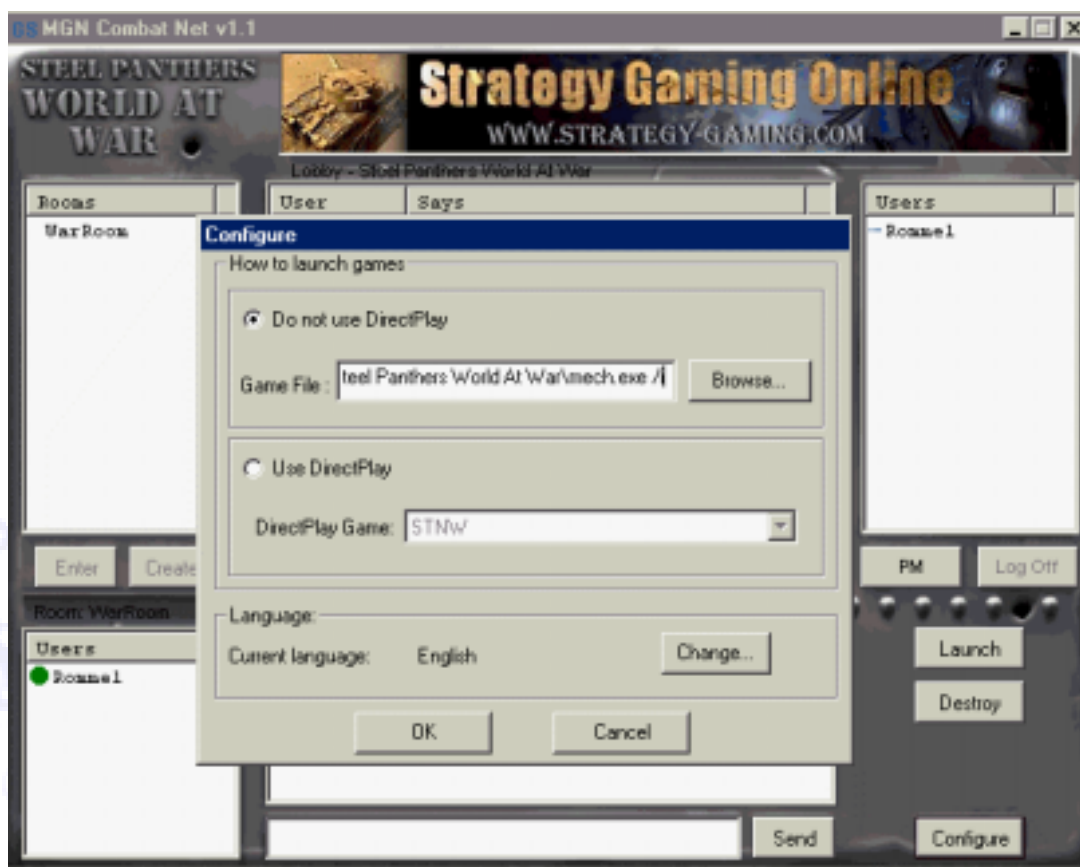 GS MGN Combat Net v1.1
STEEL PANTHERS
WORLD AT
WAR
Strategy Gaming Online
WWW.STRATEGY-GAMING.COM
Lobby - Steel Panthers World At War
Rooms
WarRoom
User Says
Users
Rommel
Configure
How to launch games
Do not use DirectPlay
Game File :
teel Panthers World At War\mech.exe /i
Browse...
Use DirectPlay
DirectPlay Game:
STNW
Enter
Create
PM
Log Off
Room: WarRoom
Users
Rommel
Language:
Current language: English
Change...
OK
Cancel
Launch
Destroy
Send
Configure